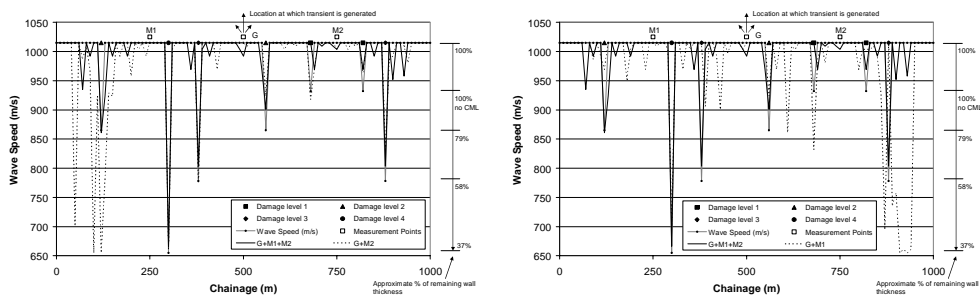 Location at which transient is generated
M1 G M2
1050
1000
950
900
850
800
750
700
650
Wave Speed (m/s)
100%
100%
no CML
79%
58%
37%
Damage level 1 Damage level 2
Damage level 3 Damage level 4
Wave Speed (m/s) Measurement Points
G+M1+M2 G+M2
0 250 500 750 1000
Chainage (m)
Approximate % of remaining wall
thickness
Location at which transient is generated
M1 G M2
1050
1000
950
900
850
800
750
700
650
Wave Speed (m/s)
100%
100%
no CML
79%
58%
37%
Damage level 1 Damage level 2
Damage level 3 Damage level 4
Wave Speed (m/s) Measurement Points
G+M1+M2 G+M1
0 250 500 750 1000
Chainage (m)
Approximate % of remaining wall
thickness